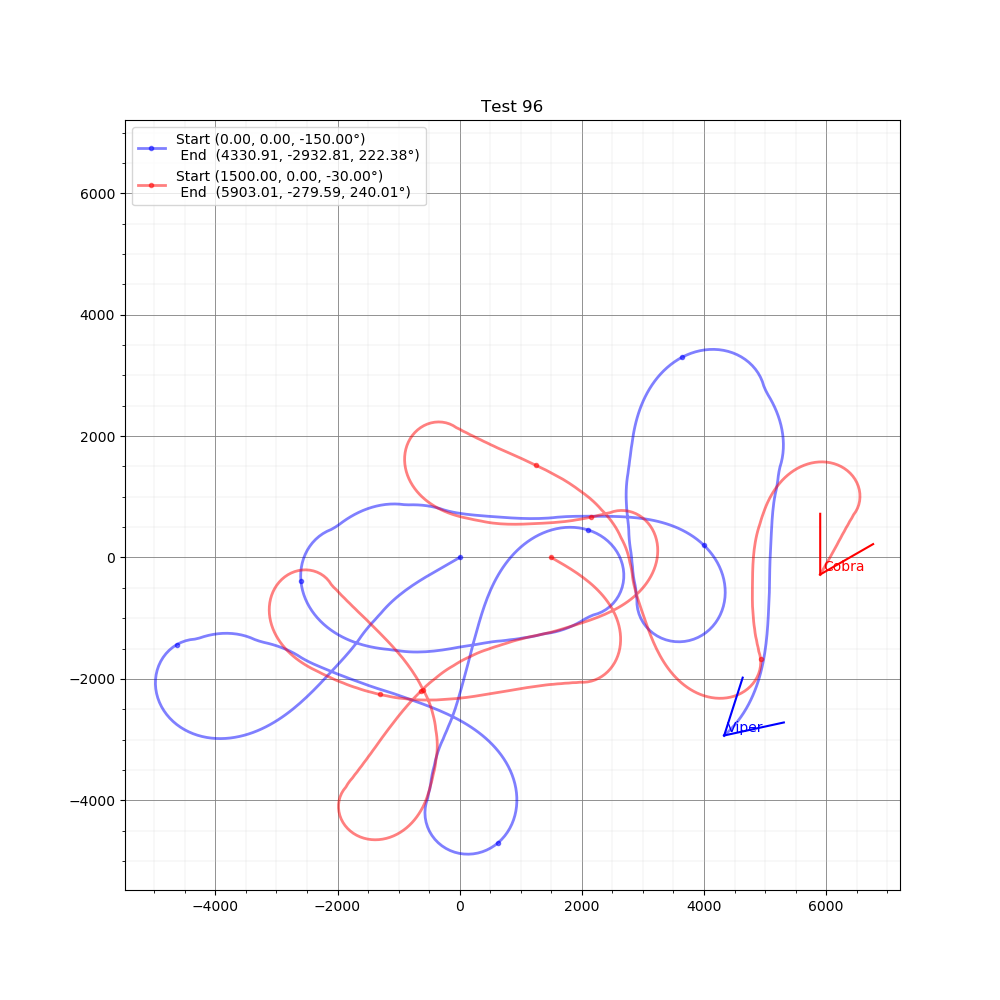 Test 96
Start (0.00, 0.00, -150.00°)
End (4330.91, -2932.81, 222.38°)
Start (1500.00, 0.00, -30.00°)
End (5903.01, -279.59, 240.01°)
6000
4000
2000
0
−2000
−4000
Cobra
Viper
−4000 −2000 0 2000 4000 6000